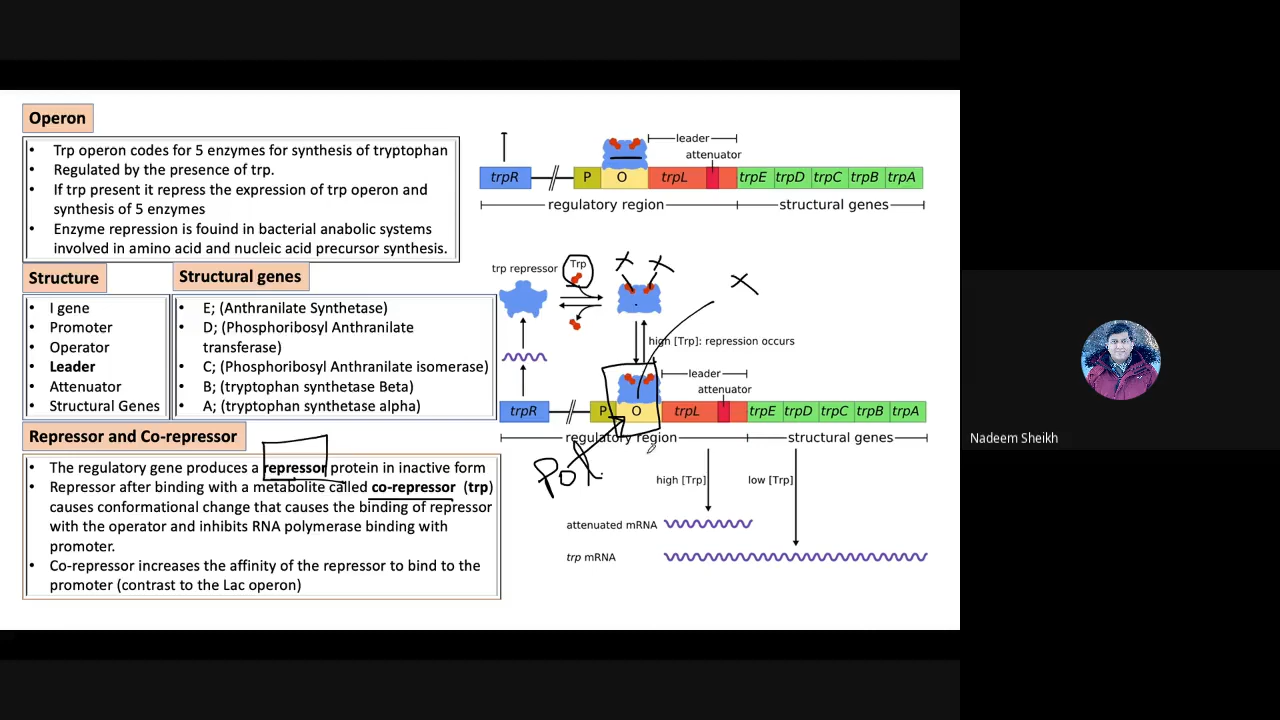 Operon
• Trp operon codes for 5 enzymes for synthesis of tryptophan
• Regulated by the presence of trp.
• If trp present it repress the expression of trp operon and
synthesis of 5 enzymes
• Enzyme repression is fouind in bacterial anabolic systems
involved in amino acid and nucleic acid precursor synthesis.
Structure
• I gene
• Promoter
• Operator
• Leader
• Attenuator
• Structural Genes
Structural genes
• E; (Anthranilate Synthetase)
• D; (Phosphoribosyl Anthranilate
transferase)
• C; (Phosphoribosyl Anthranilate isomerase)
• B; (tryptophan synthetase Beta)
• A; (tryptophan synthetase alpha)
Repressor and Co-repressor
• The regulatory gene produces a repressor protein in inactive form
• Repressor after binding with a metabolite called co-repressor (trp)
causes conformational change that causes the binding of repressor
with the operator and inhibits RNA polymerase binding with
promoter.
• Co-repressor increases the affinity of the repressor to bind to the
promoter (contrast to the Lac operon)
leader
attenuator
trpR P O trpL trpE trpD trpC trpB trpA
regulatory region structural genes
trp repressor Trp
X X
X
high [Trp]: repression occurs
leader
attenuator
trpR P O trpL trpE trpD trpC trpB trpA
regulatory region structural genes
Pol
high [Trp] low [Trp]
attenuated mRNA
trp mRNA
Nadeem Sheikh